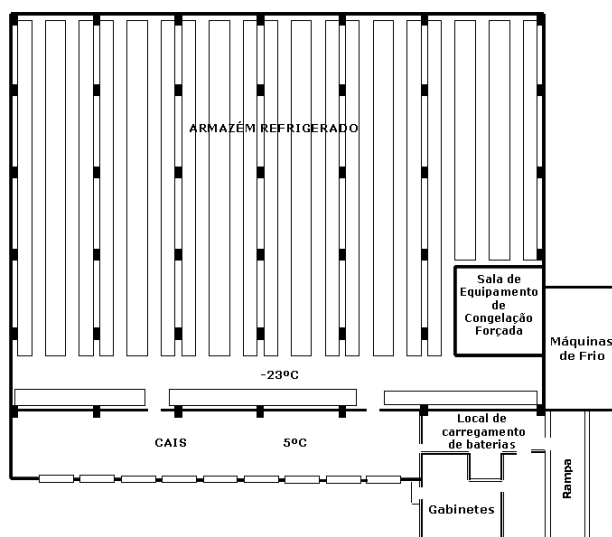 ARMAZÉM REFRIGERADO
Sala de
Equipamento
de
Congelação
Forçada
Máquinas
de Frio
-23ºC
CAIS
5ºC
Local de
carregamento
de baterias
Rampa
Gabinetes